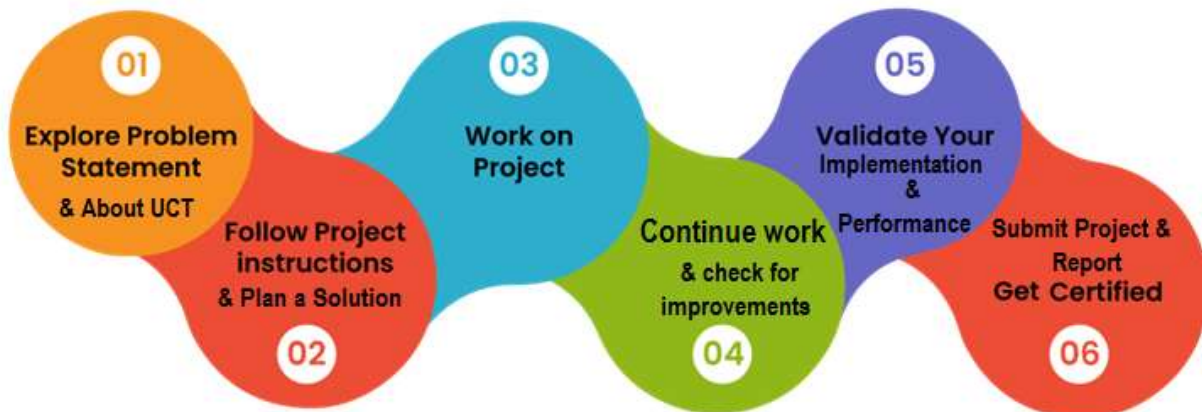 01
Explore Problem
Statement
& About UCT
Follow Project
instructions
& Plan a Solution
02
03
Work on
Project
Continue work
& check for
improvements
04
05
Validate Your
Implementation
&
Performance
Submit Project &
Report
Get Certified
06